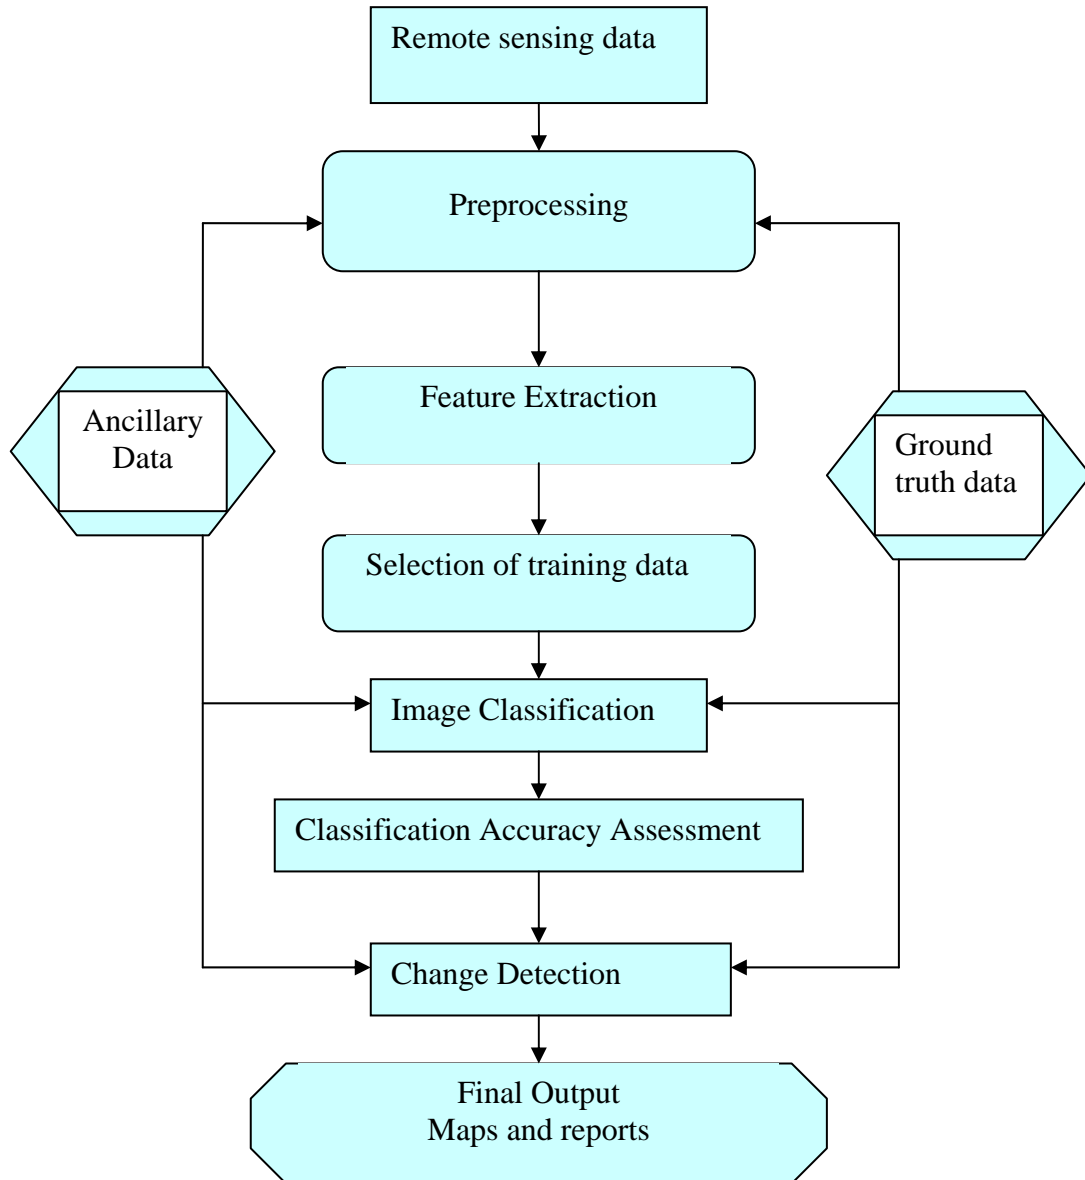 Remote sensing data
Preprocessing
Feature Extraction
Ancillary
Data
Ground
truth data
Selection of training data
Image Classification
Classification Accuracy Assessment
Change Detection
Final Output
Maps and reports